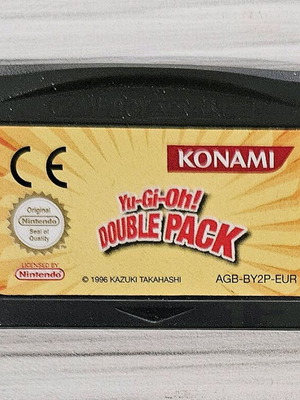 CE
KONAMI
Yu-Gi-Oh!
DOUBLE PACK
Original
Nintendo
Seal of
Quality
LICENSED BY
Nintendo
© 1996 KAZUKI TAKAHASHI
AGB-BY2P-EUR